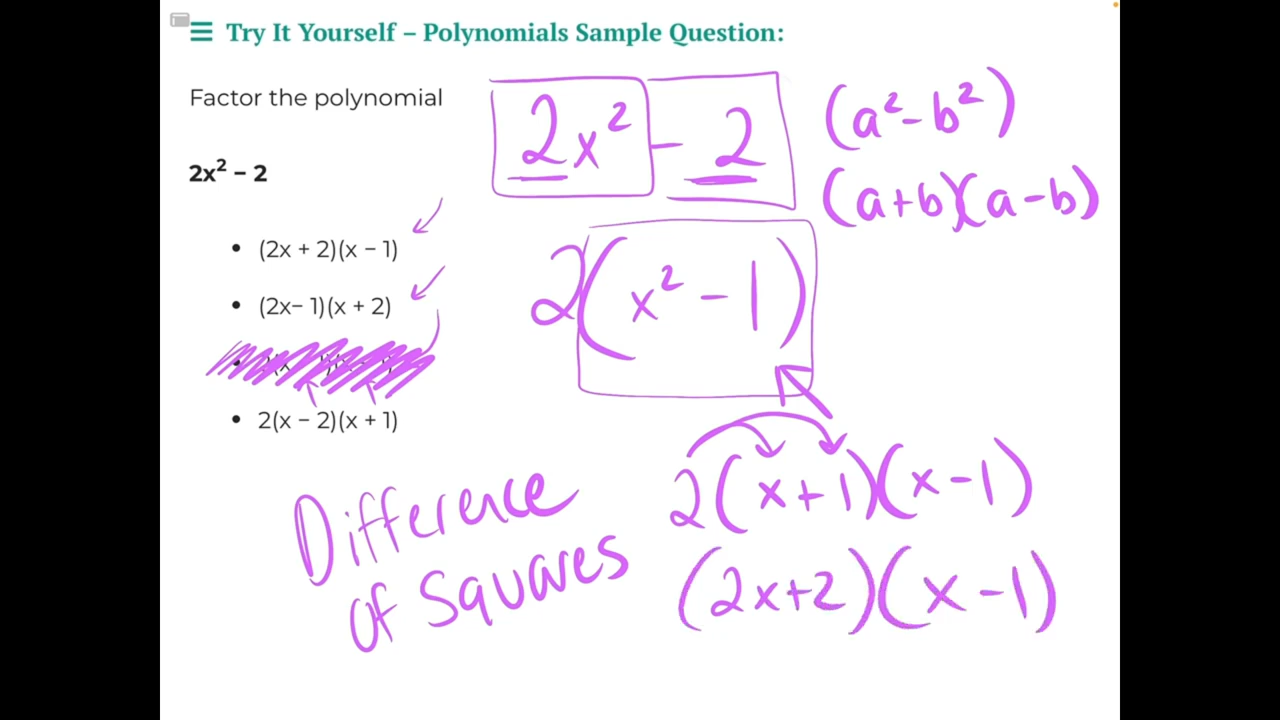 Try It Yourself – Polynomials Sample Question:
Factor the polynomial
2x² – 2
• (2x + 2)(x – 1)
• (2x– 1)(x + 2)
• 2(x – 2)(x + 1)
2x² - 2
(a²-b²)
(a+b)(a-b)
2(x² - 1)
2(x+1)(x-1)
(2x+2)(x-1)
Difference
of Squares